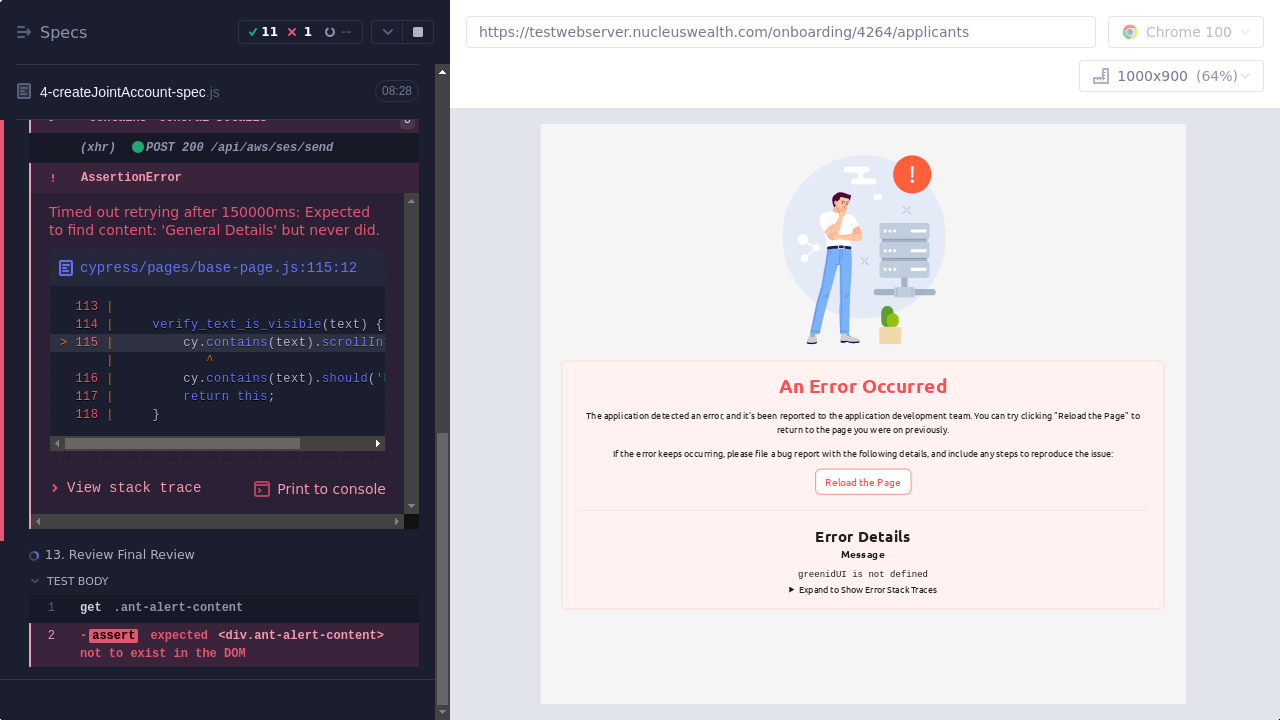 Specs
11 1 --
https://testwebserver.nucleuswealth.com/onboarding/4264/applicants
Chrome 100
1000x900 (64%)
4-createJointAccount-spec.js
08:28
(xhr) POST 200 /api/aws/ses/send
! AssertionError
Timed out retrying after 150000ms: Expected
to find content: 'General Details' but never did.
cypress/pages/base-page.js:115:12
113 |
114 | verify_text_is_visible(text) {
> 115 | cy.contains(text).scrollIn
| ^
116 | cy.contains(text).should('
117 | return this;
118 | }
> View stack trace
Print to console
13. Review Final Review
TEST BODY
1 get .ant-alert-content
2 -assert expected <div.ant-alert-content>
not to exist in the DOM
!
An Error Occurred
The application detected an error, and it's been reported to the application development team. You can try clicking "Reload the Page" to
return to the page you were on previously.
If the error keeps occurring, please file a bug report with the following details, and include any steps to reproduce the issue:
Reload the Page
Error Details
Message
greenidUI is not defined
Expand to Show Error Stack Traces